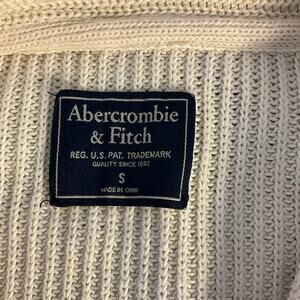 Abercrombie
& Fitch
REG. U.S. PAT. TRADEMARK
QUALITY SINCE 1892
S
MADE IN CHINA